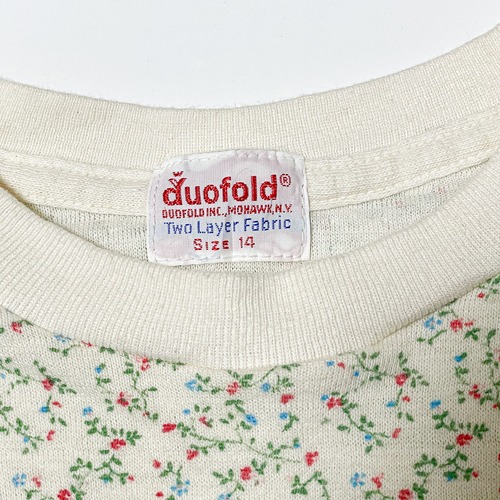 duofold®
DUOFOLD INC., MOHAWK, N.Y.
Two Layer Fabric
SIZE 14